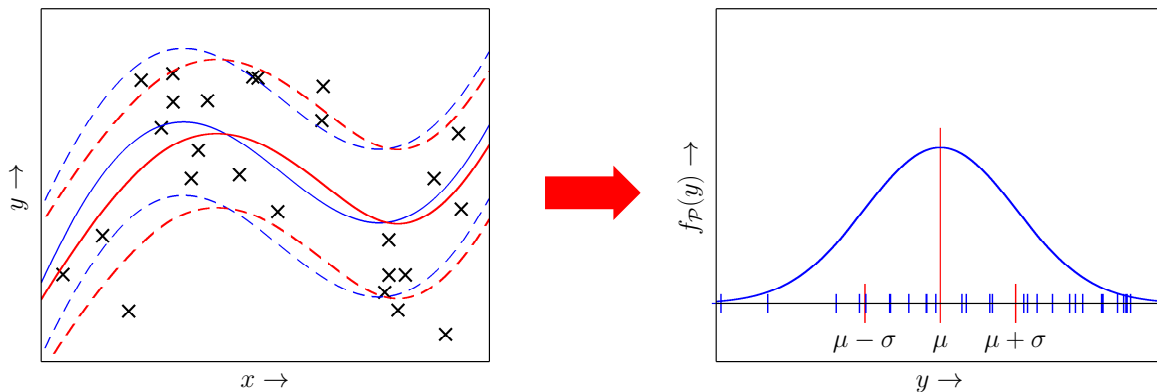 y →
x →
f_P(y) →
μ − σ μ μ + σ
y →